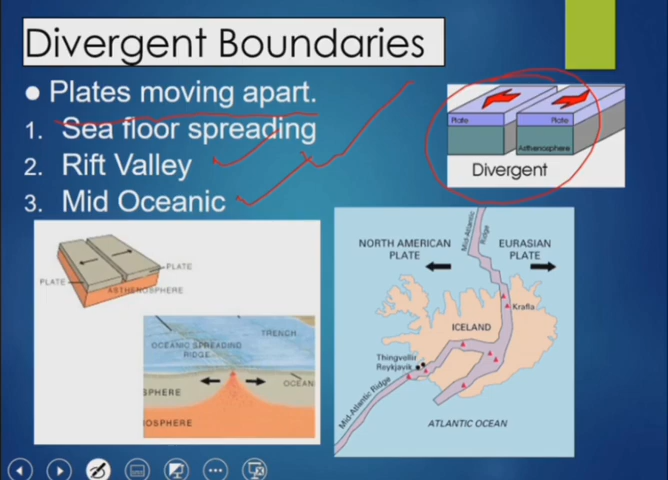 Divergent Boundaries
● Plates moving apart.
1. Sea floor spreading
2. Rift Valley
3. Mid Oceanic
Plate
Plate
Asthenosphere
Divergent
PLATE
PLATE
ASTHENOSPHERE
TRENCH
OCEANIC SPREADING
RIDGE
OCEAN
SPHERE
OSPHERE
Mid-Atlantic
Ridge
NORTH AMERICAN
PLATE
EURASIAN
PLATE
Krafla
ICELAND
Thingvellir
Reykjavik
Mid-Atlantic Ridge
ATLANTIC OCEAN